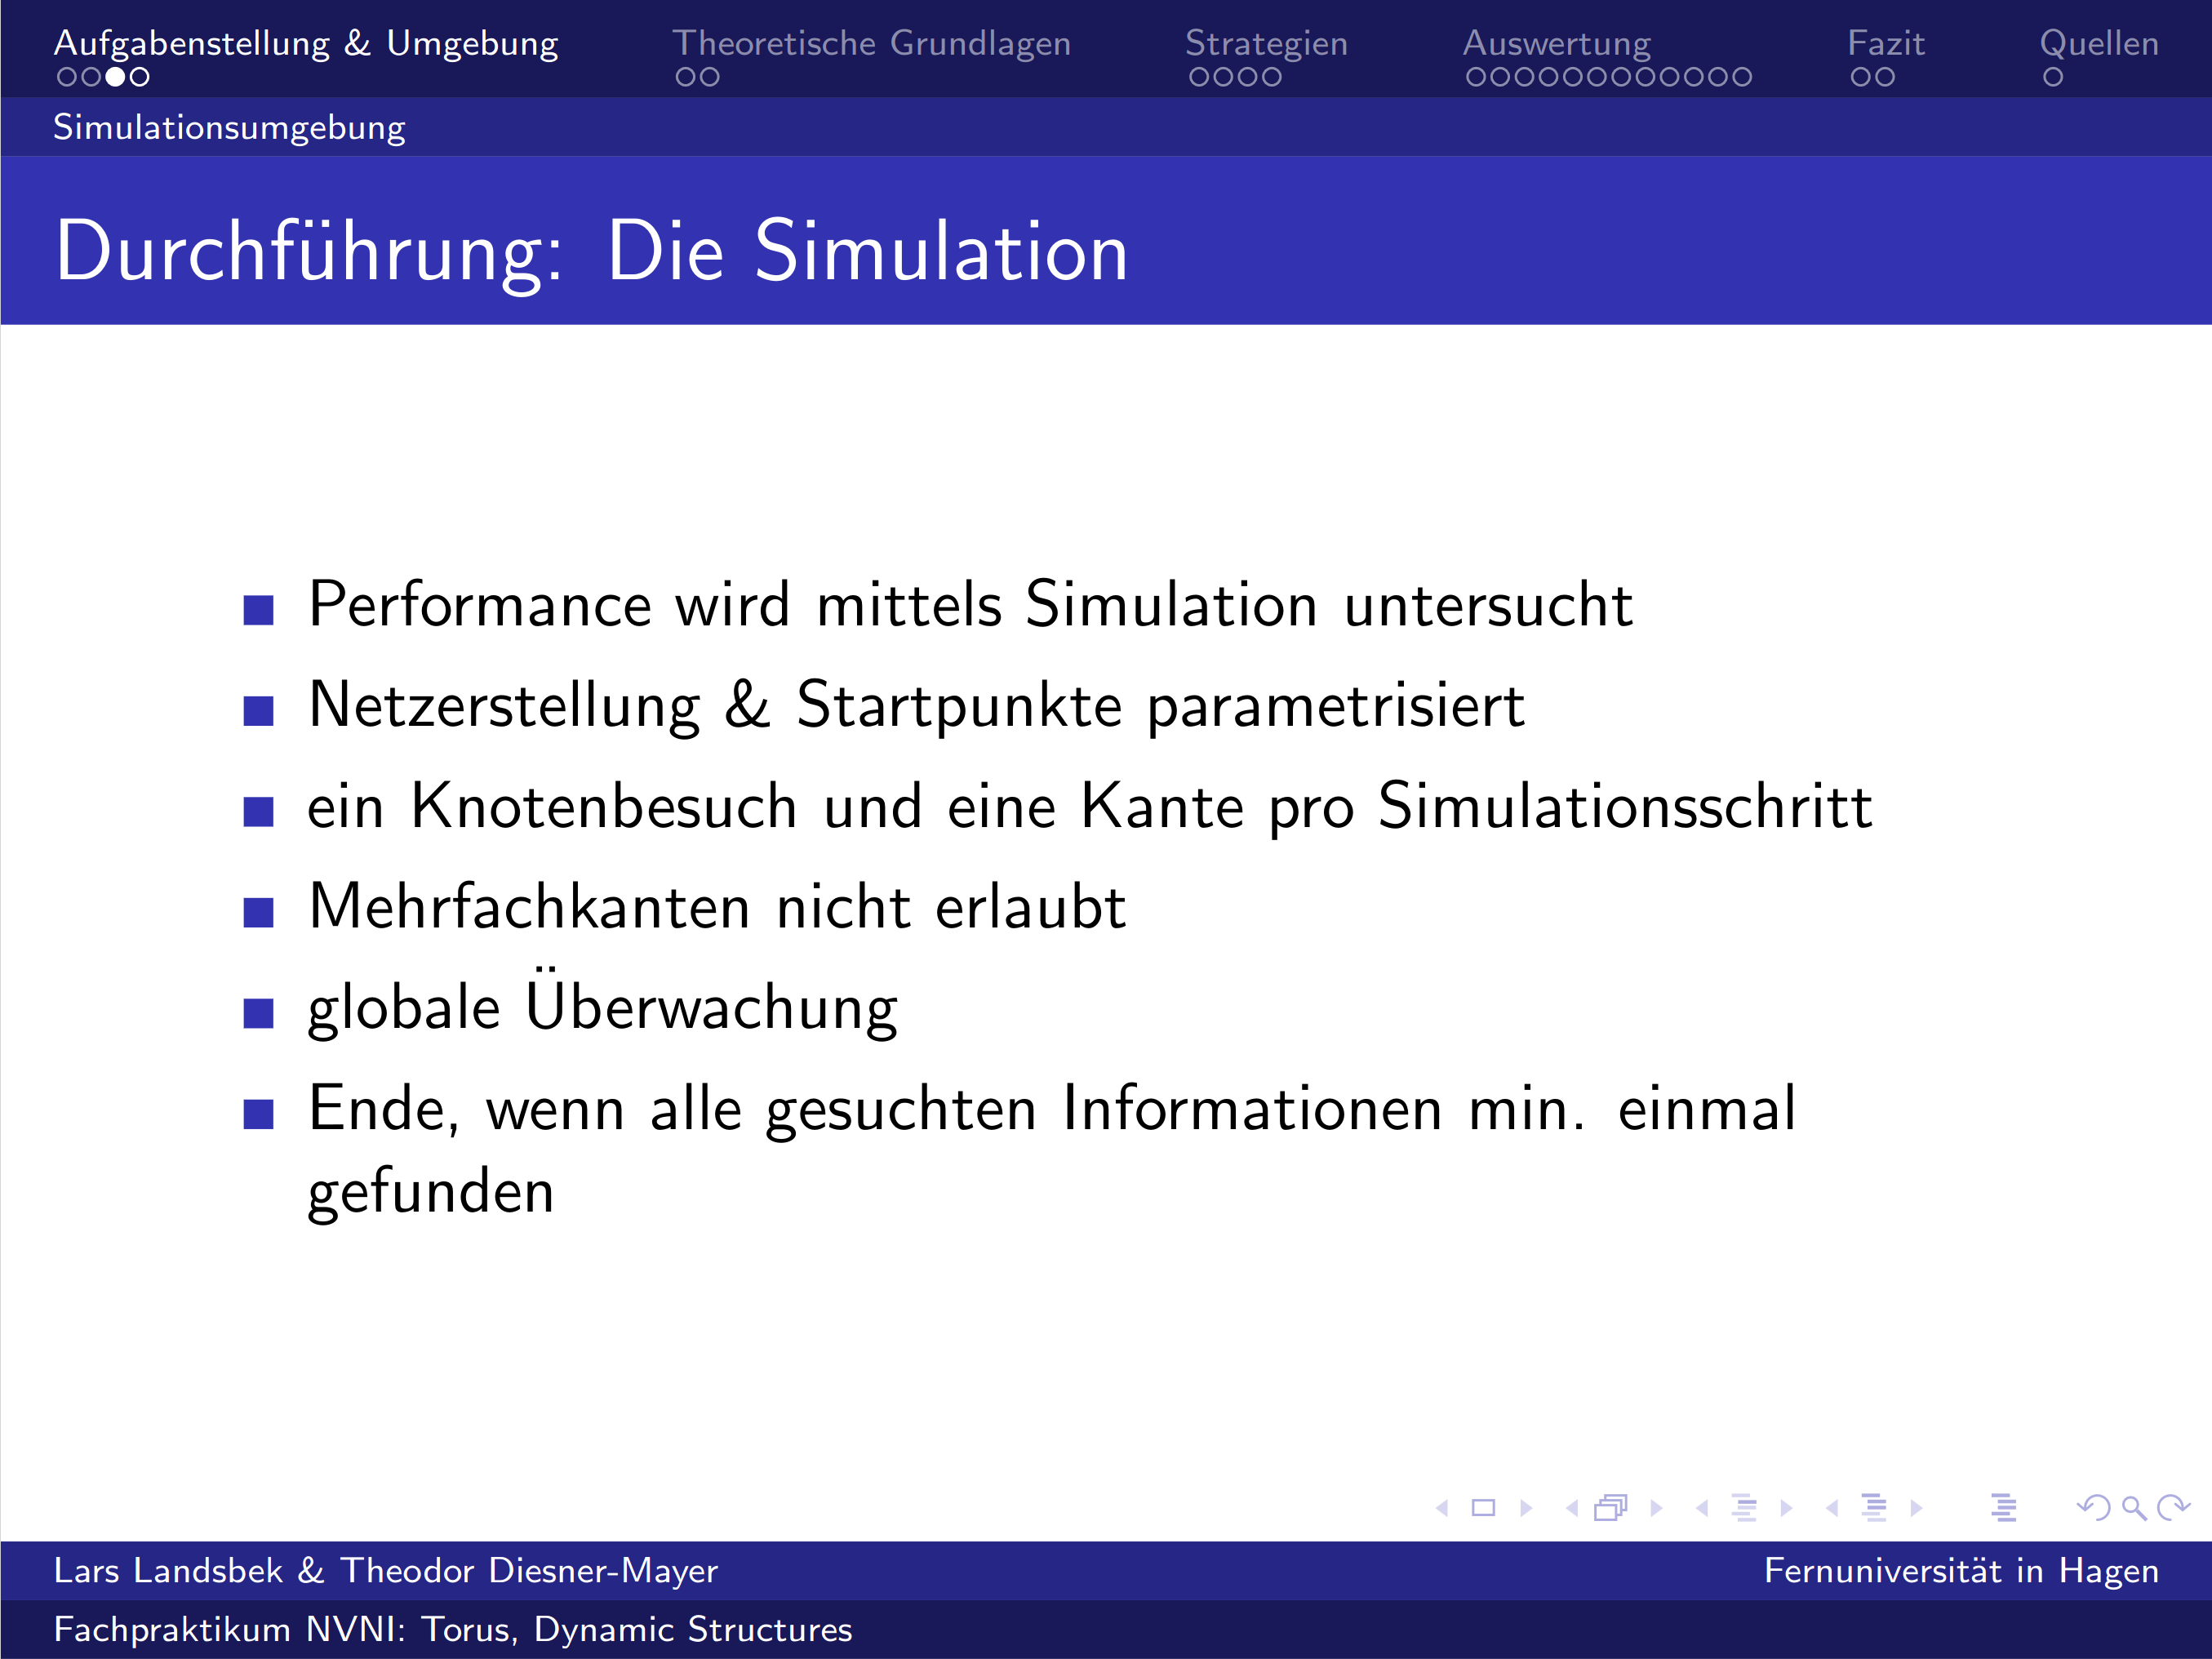 Aufgabenstellung & Umgebung Theoretische Grundlagen Strategien Auswertung Fazit Quellen
Simulationsumgebung
Durchführung: Die Simulation
Performance wird mittels Simulation untersucht
Netzerstellung & Startpunkte parametrisiert
ein Knotenbesuch und eine Kante pro Simulationsschritt
Mehrfachkanten nicht erlaubt
globale Überwachung
Ende, wenn alle gesuchten Informationen min. einmal
gefunden
Lars Landsbek & Theodor Diesner-Mayer Fernuniversität in Hagen
Fachpraktikum NVNI: Torus, Dynamic Structures